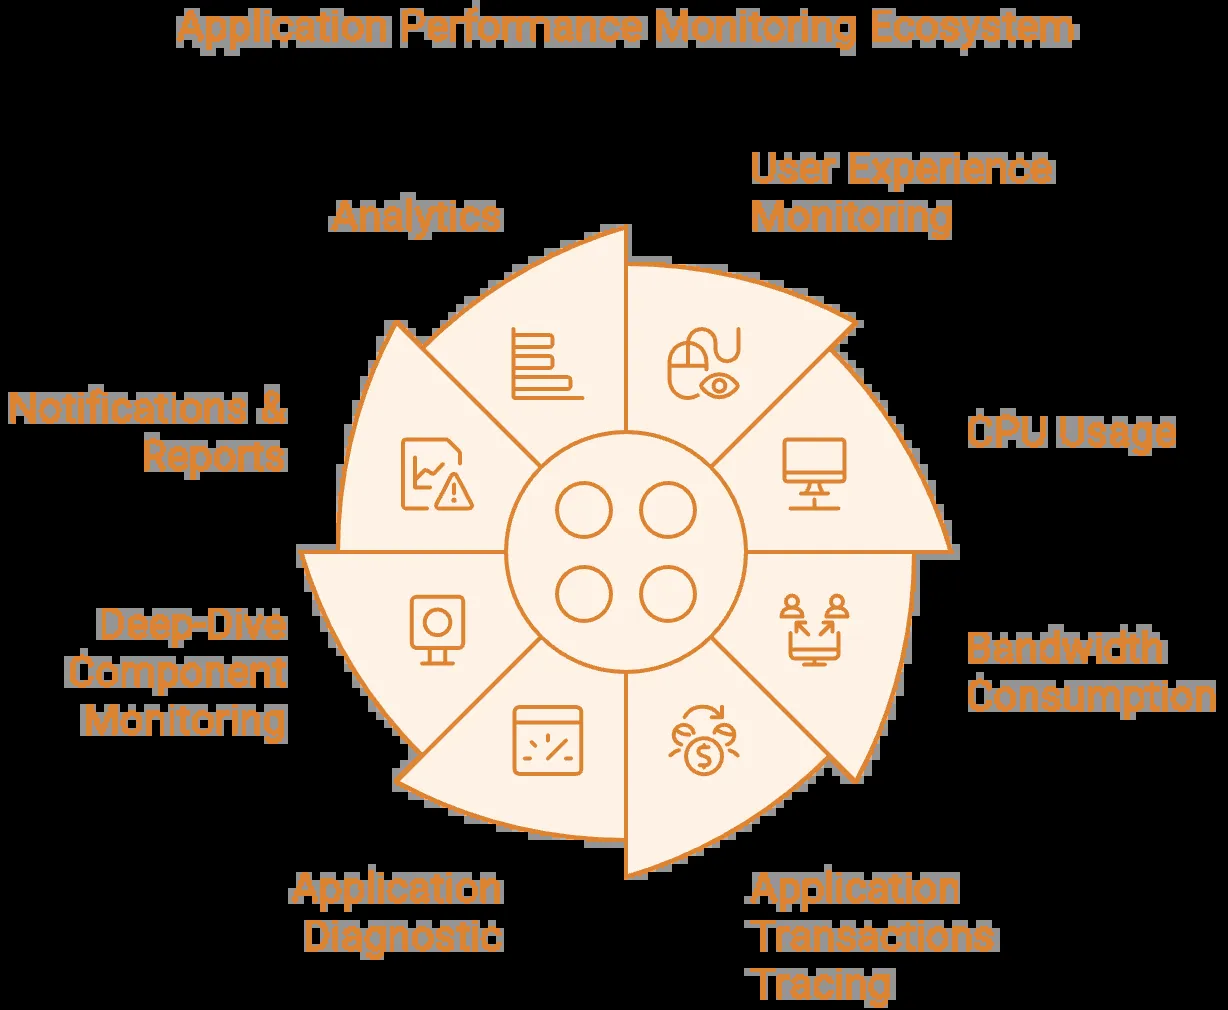 Application Performance Monitoring Ecosystem
User Experience
Monitoring
Analytics
Notifications &
Reports
CPU Usage
Deep-Dive
Component
Monitoring
Bandwidth
Consumption
Application
Diagnostic
Application
Transactions
Tracing
$